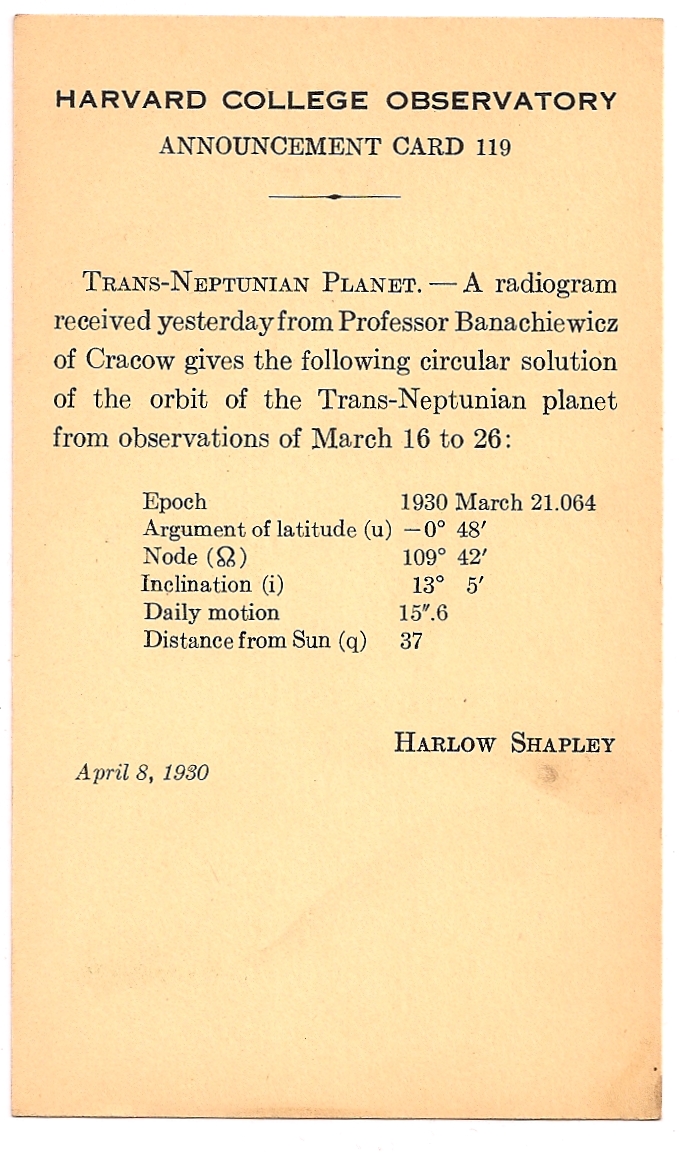 HARVARD COLLEGE OBSERVATORY
ANNOUNCEMENT CARD 119
TRANS-NEPTUNIAN PLANET. — A radiogram
received yesterday from Professor Banachiewicz
of Cracow gives the following circular solution
of the orbit of the Trans-Neptunian planet
from observations of March 16 to 26:
Epoch 1930 March 21.064
Argument of latitude (u) −0° 48′
Node (☊) 109° 42′
Inclination (i) 13° 5′
Daily motion 15″.6
Distance from Sun (q) 37
HARLOW SHAPLEY
April 8, 1930